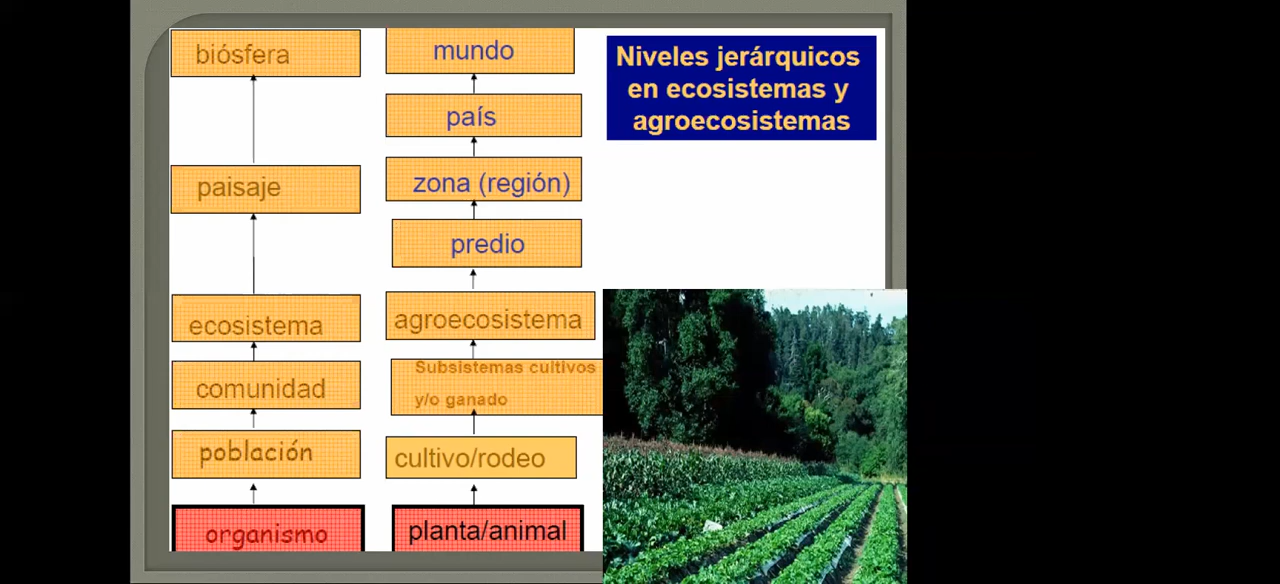 biósfera
paisaje
ecosistema
comunidad
población
organismo
mundo
país
zona (región)
predio
agroecosistema
Subsistemas cultivos
y/o ganado
cultivo/rodeo
planta/animal
Niveles jerárquicos
en ecosistemas y
agroecosistemas